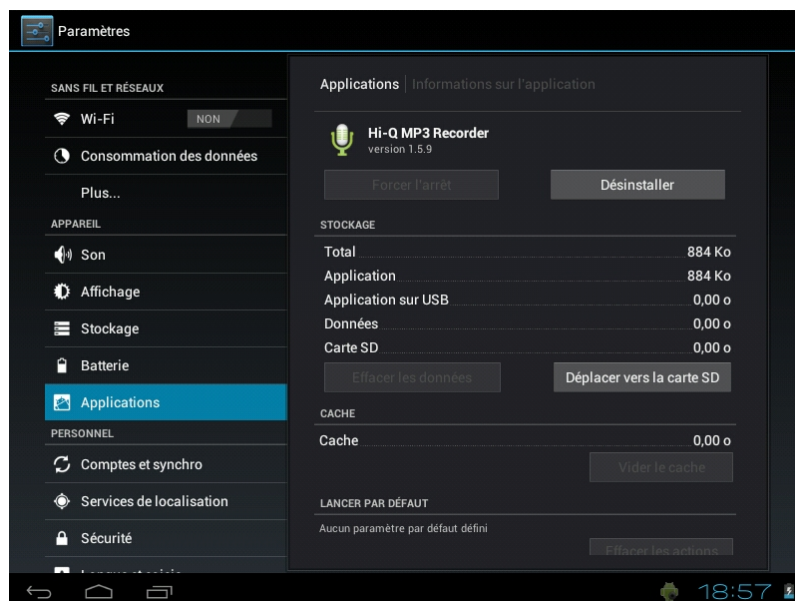 Paramètres
SANS FIL ET RÉSEAUX
Wi-Fi NON
Consommation des données
Plus...
APPAREIL
Son
Affichage
Stockage
Batterie
Applications
PERSONNEL
Comptes et synchro
Services de localisation
Sécurité
Applications Informations sur l'application
Hi-Q MP3 Recorder
version 1.5.9
Forcer l'arrêt Désinstaller
STOCKAGE
Total 884 Ko
Application 884 Ko
Application sur USB 0,00 o
Données 0,00 o
Carte SD 0,00 o
Effacer les données Déplacer vers la carte SD
CACHE
Cache 0,00 o
Vider le cache
LANCER PAR DÉFAUT
Aucun paramètre par défaut défini
Effacer les actions
18:57